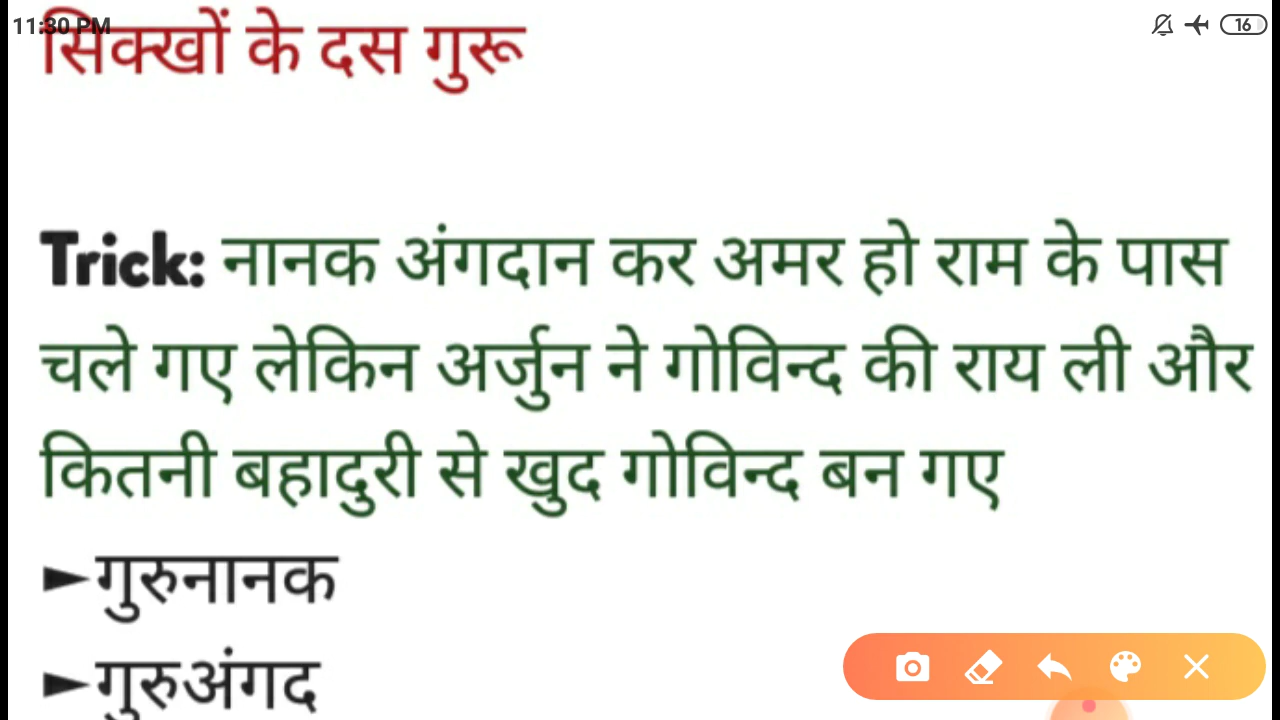 11:30 PM
16
सिक्खों के दस गुरू
Trick: नानक अंगदान कर अमर हो राम के पास
चले गए लेकिन अर्जुन ने गोविन्द की राय ली और
कितनी बहादुरी से खुद गोविन्द बन गए
►गुरुनानक
►गुरुअंगद